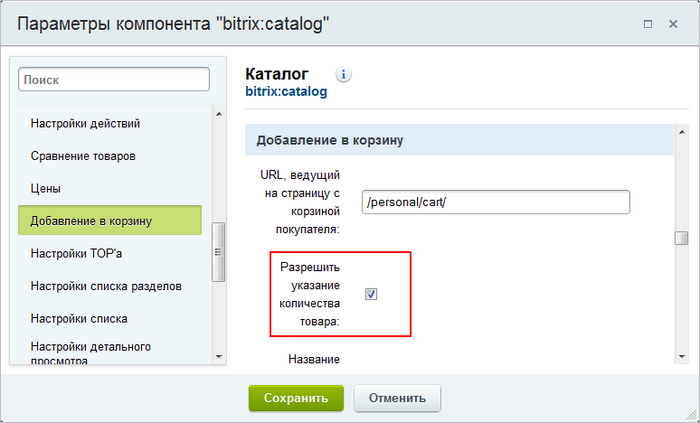 Параметры компонента "bitrix:catalog"
Поиск
Настройки действий
Сравнение товаров
Цены
Добавление в корзину
Настройки TOP'а
Настройки списка разделов
Настройки списка
Настройки детального
просмотра
Каталог
bitrix:catalog
Добавление в корзину
URL, ведущий
на страницу с
корзиной
покупателя:
/personal/cart/
Разрешить
указание
количества
товара:
Название
Сохранить
Отменить